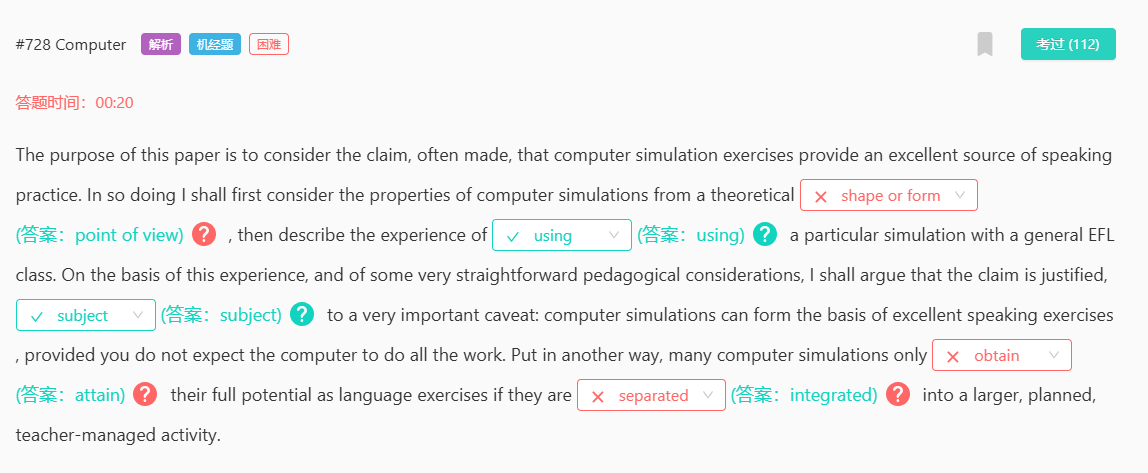 #728 Computer 解析 机经题 困难 考过 (112)
答题时间：00:20
The purpose of this paper is to consider the claim, often made, that computer simulation exercises provide an excellent source of speaking
practice. In so doing I shall first consider the properties of computer simulations from a theoretical × shape or form
(答案：point of view) ? , then describe the experience of ✓ using (答案：using) ? a particular sinulation with a general EFL
class. On the basis of this experience, and of some very straightforward pedagogical considerations, I shall argue that the claim is justified,
✓ subject (答案：subject) ? to a very important caveat: computer simulations can form the basis of excellent speaking exercises
, provided you do not expect the computer to do all the work. Put in another way, many computer simulations only × obtain
(答案：attain) ? their full potential as language exercises if they are × separated (答案：integrated) ? into a larger, planned,
teacher-managed activity.